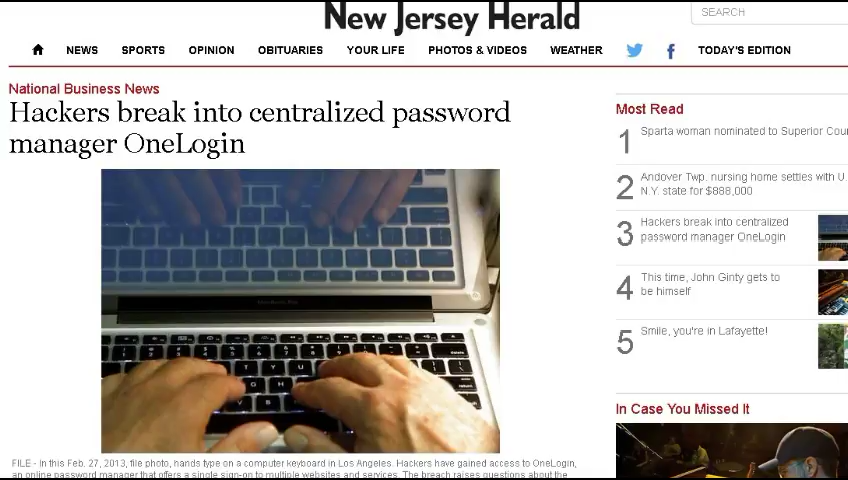 New Jersey Herald
SEARCH
NEWS SPORTS OPINION OBITUARIES YOUR LIFE PHOTOS & VIDEOS WEATHER TODAY'S EDITION
National Business News
Hackers break into centralized password
manager OneLogin
FILE - In this Feb. 27, 2013, file photo, hands type on a computer keyboard in Los Angeles. Hackers have gained access to OneLogin,
an online password manager that offers a single sign-on to multiple websites and services. The breach raises questions about the
Most Read
1 Sparta woman nominated to Superior Cou
2 Andover Twp. nursing home settles with U.
N.Y. state for $888,000
3 Hackers break into centralized
password manager OneLogin
4 This time, John Ginty gets to
be himself
5 Smile, you're in Lafayette!
In Case You Missed It